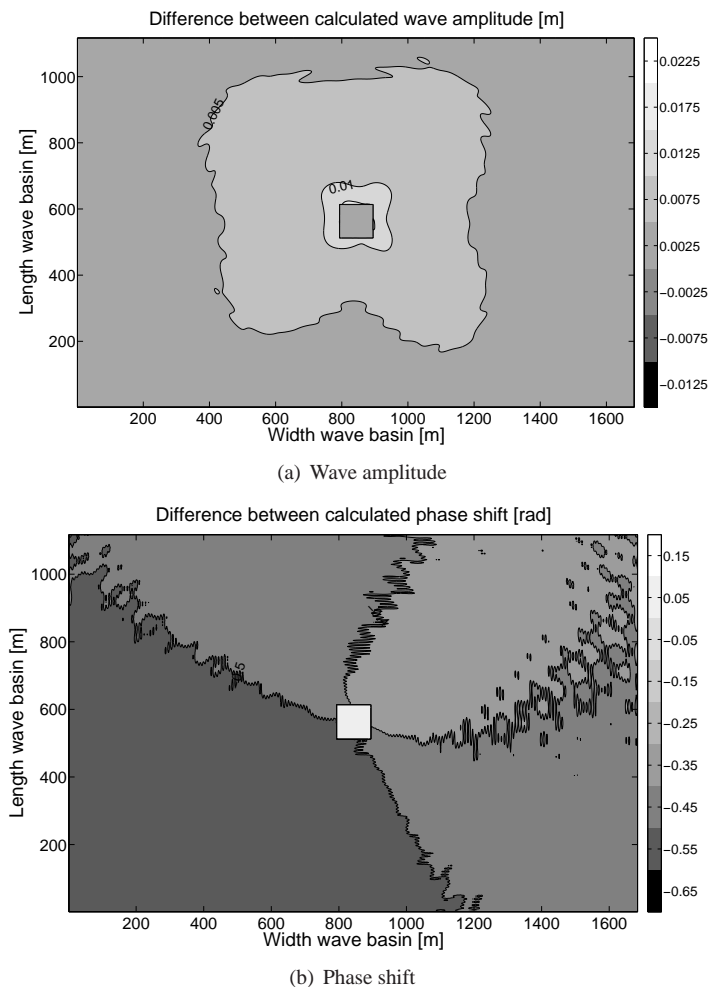 Difference between calculated wave amplitude [m]
Length wave basin [m]
1000
800
600
400
200
0.005
0.01
200 400 600 800 1000 1200 1400 1600
Width wave basin [m]
0.0225
0.0175
0.0125
0.0075
0.0025
−0.0025
−0.0075
−0.0125
(a) Wave amplitude
Difference between calculated phase shift [rad]
Length wave basin [m]
1000
800
600
400
200
200 400 600 800 1000 1200 1400 1600
Width wave basin [m]
0.15
0.05
−0.05
−0.15
−0.25
−0.35
−0.45
−0.55
−0.65
(b) Phase shift